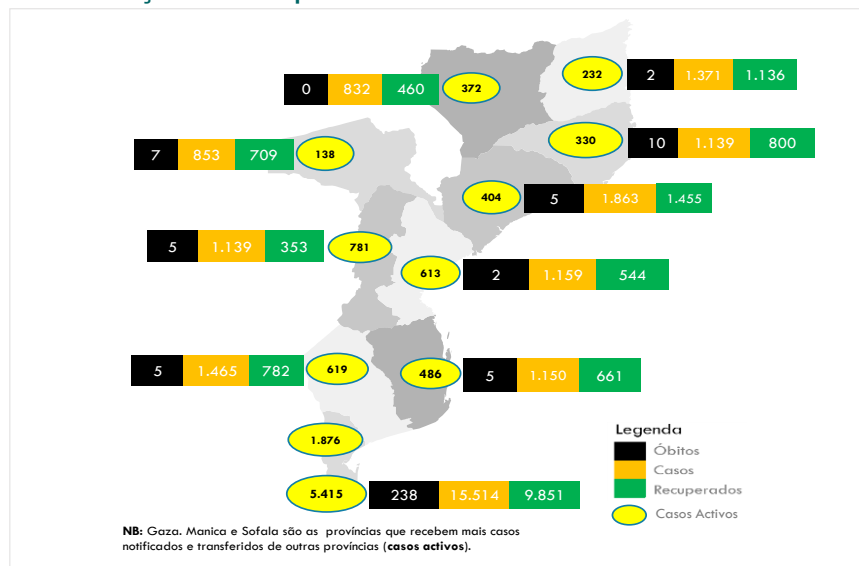 232 2 1.371 1.136
0 832 460 372
330 10 1.139 800
7 853 709 138
404 5 1.863 1.455
5 1.139 353 781
613 2 1.159 544
5 1.465 782 619
486 5 1.150 661
1.876
5.415 238 15.514 9.851
Legenda
Óbitos
Casos
Recuperados
Casos Activos
NB: Gaza. Manica e Sofala são as províncias que recebem mais casos
notificados e transferidos de outras províncias (casos activos).